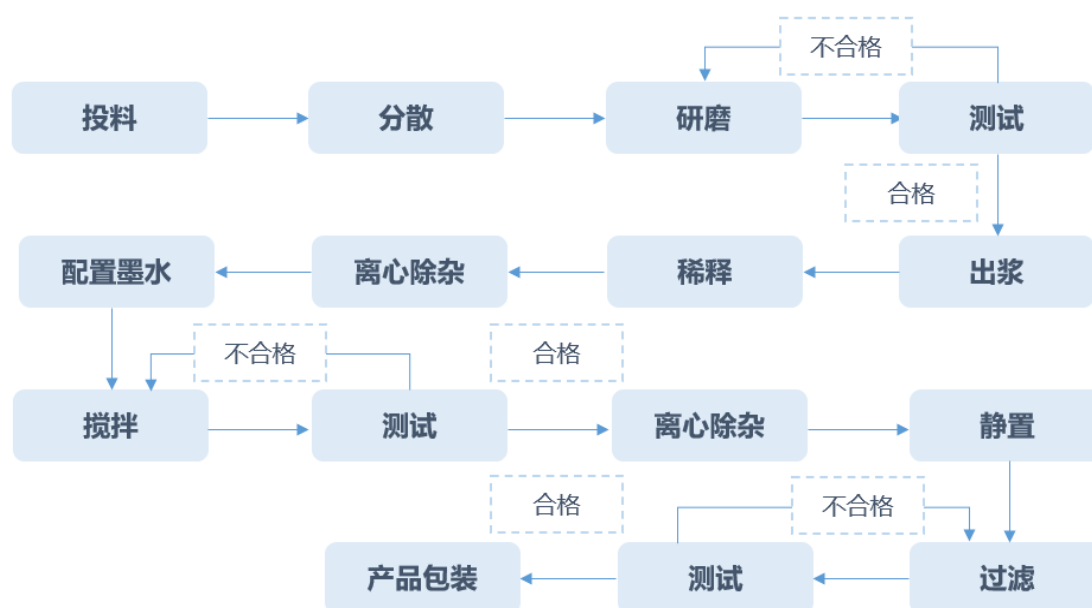 不合格
投料
分散
研磨
测试
合格
配置墨水
离心除杂
稀释
出浆
不合格
合格
搅拌
测试
离心除杂
静置
合格
不合格
产品包装
测试
过滤